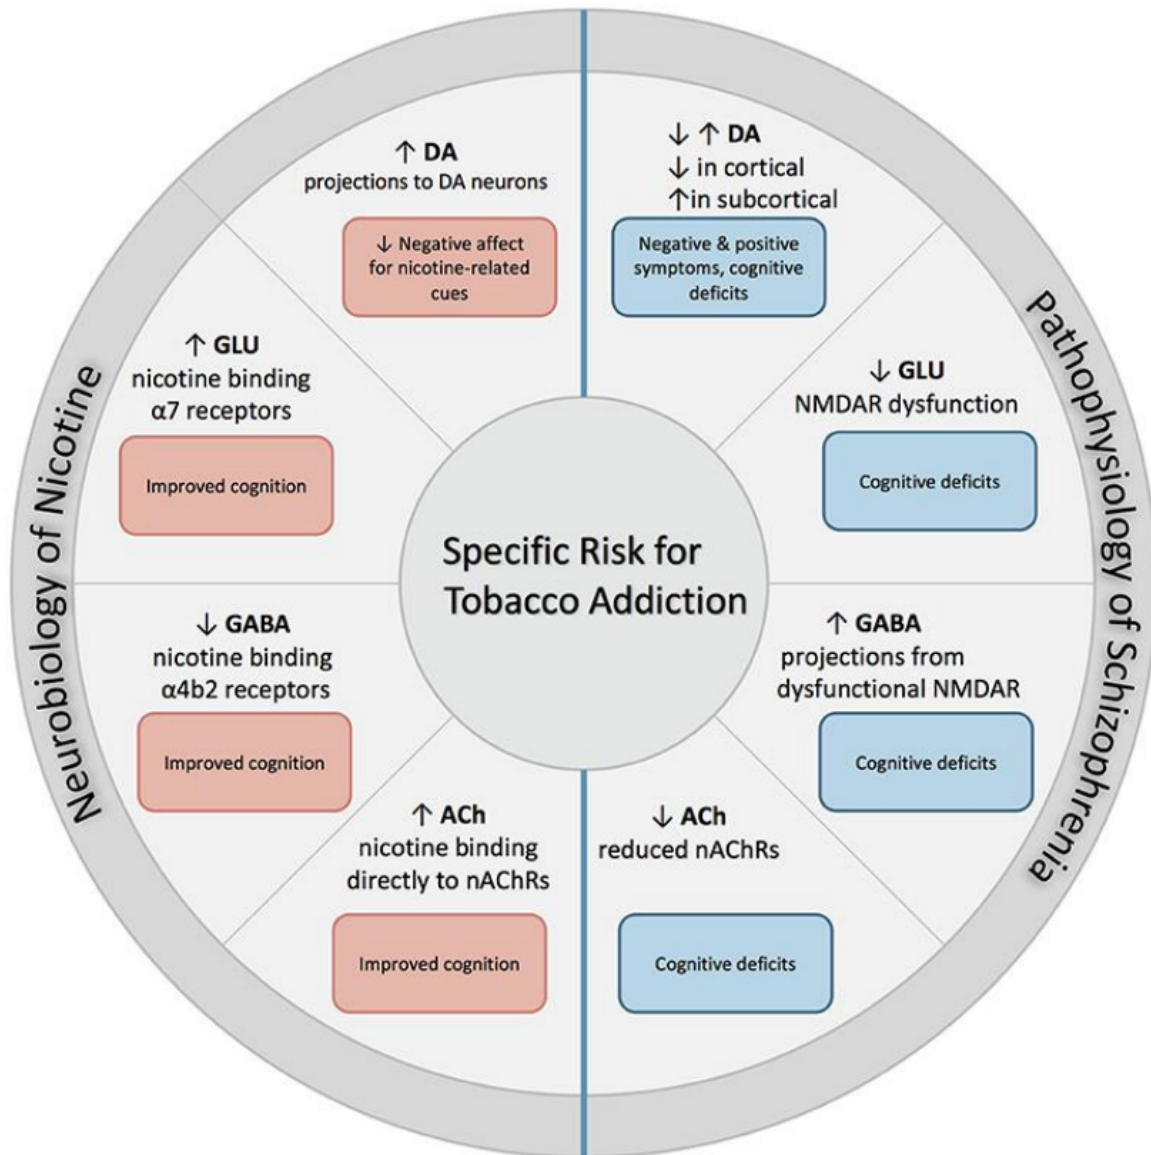 ↑ DA
projections to DA neurons
↓ Negative affect
for nicotine-related
cues
↓ ↑ DA
↓ in cortical
↑in subcortical
Negative & positive
symptoms, cognitive
deficits
↑ GLU
nicotine binding
α7 receptors
Improved cognition
↓ GLU
NMDAR dysfunction
Cognitive deficits
Neurobiology of Nicotine
Specific Risk for
Tobacco Addiction
Pathophysiology of Schizophrenia
↓ GABA
nicotine binding
α4b2 receptors
Improved cognition
↑ GABA
projections from
dysfunctional NMDAR
Cognitive deficits
↑ ACh
nicotine binding
directly to nAChRs
Improved cognition
↓ ACh
reduced nAChRs
Cognitive deficits